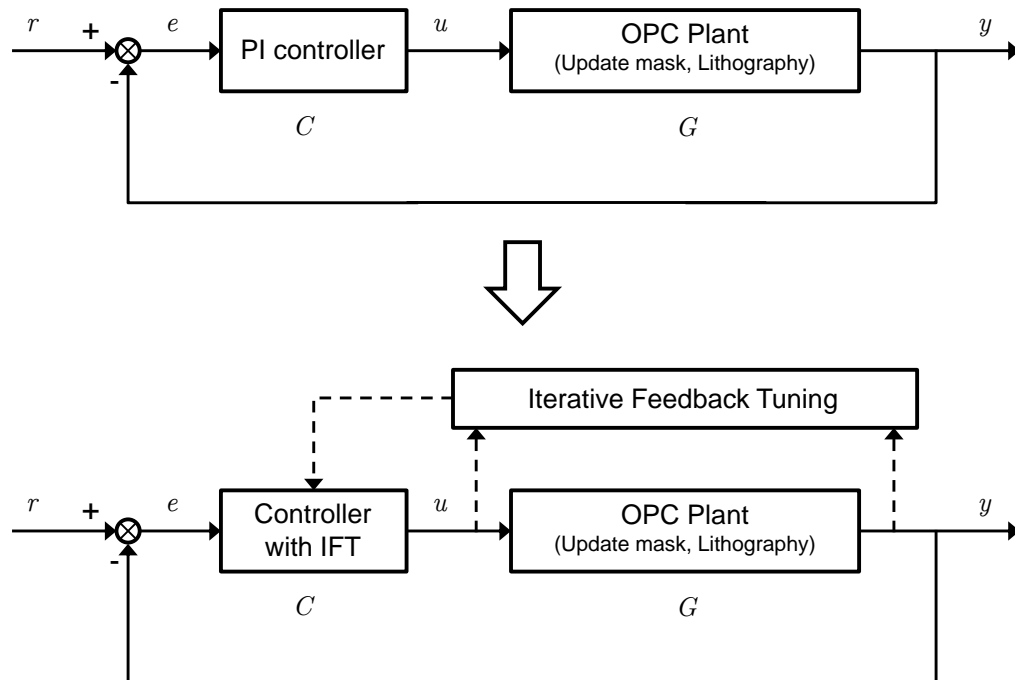 r + e PI controller u OPC Plant y
(Update mask, Lithography)
-
C G
Iterative Feedback Tuning
r + e Controller u OPC Plant y
with IFT (Update mask, Lithography)
-
C G